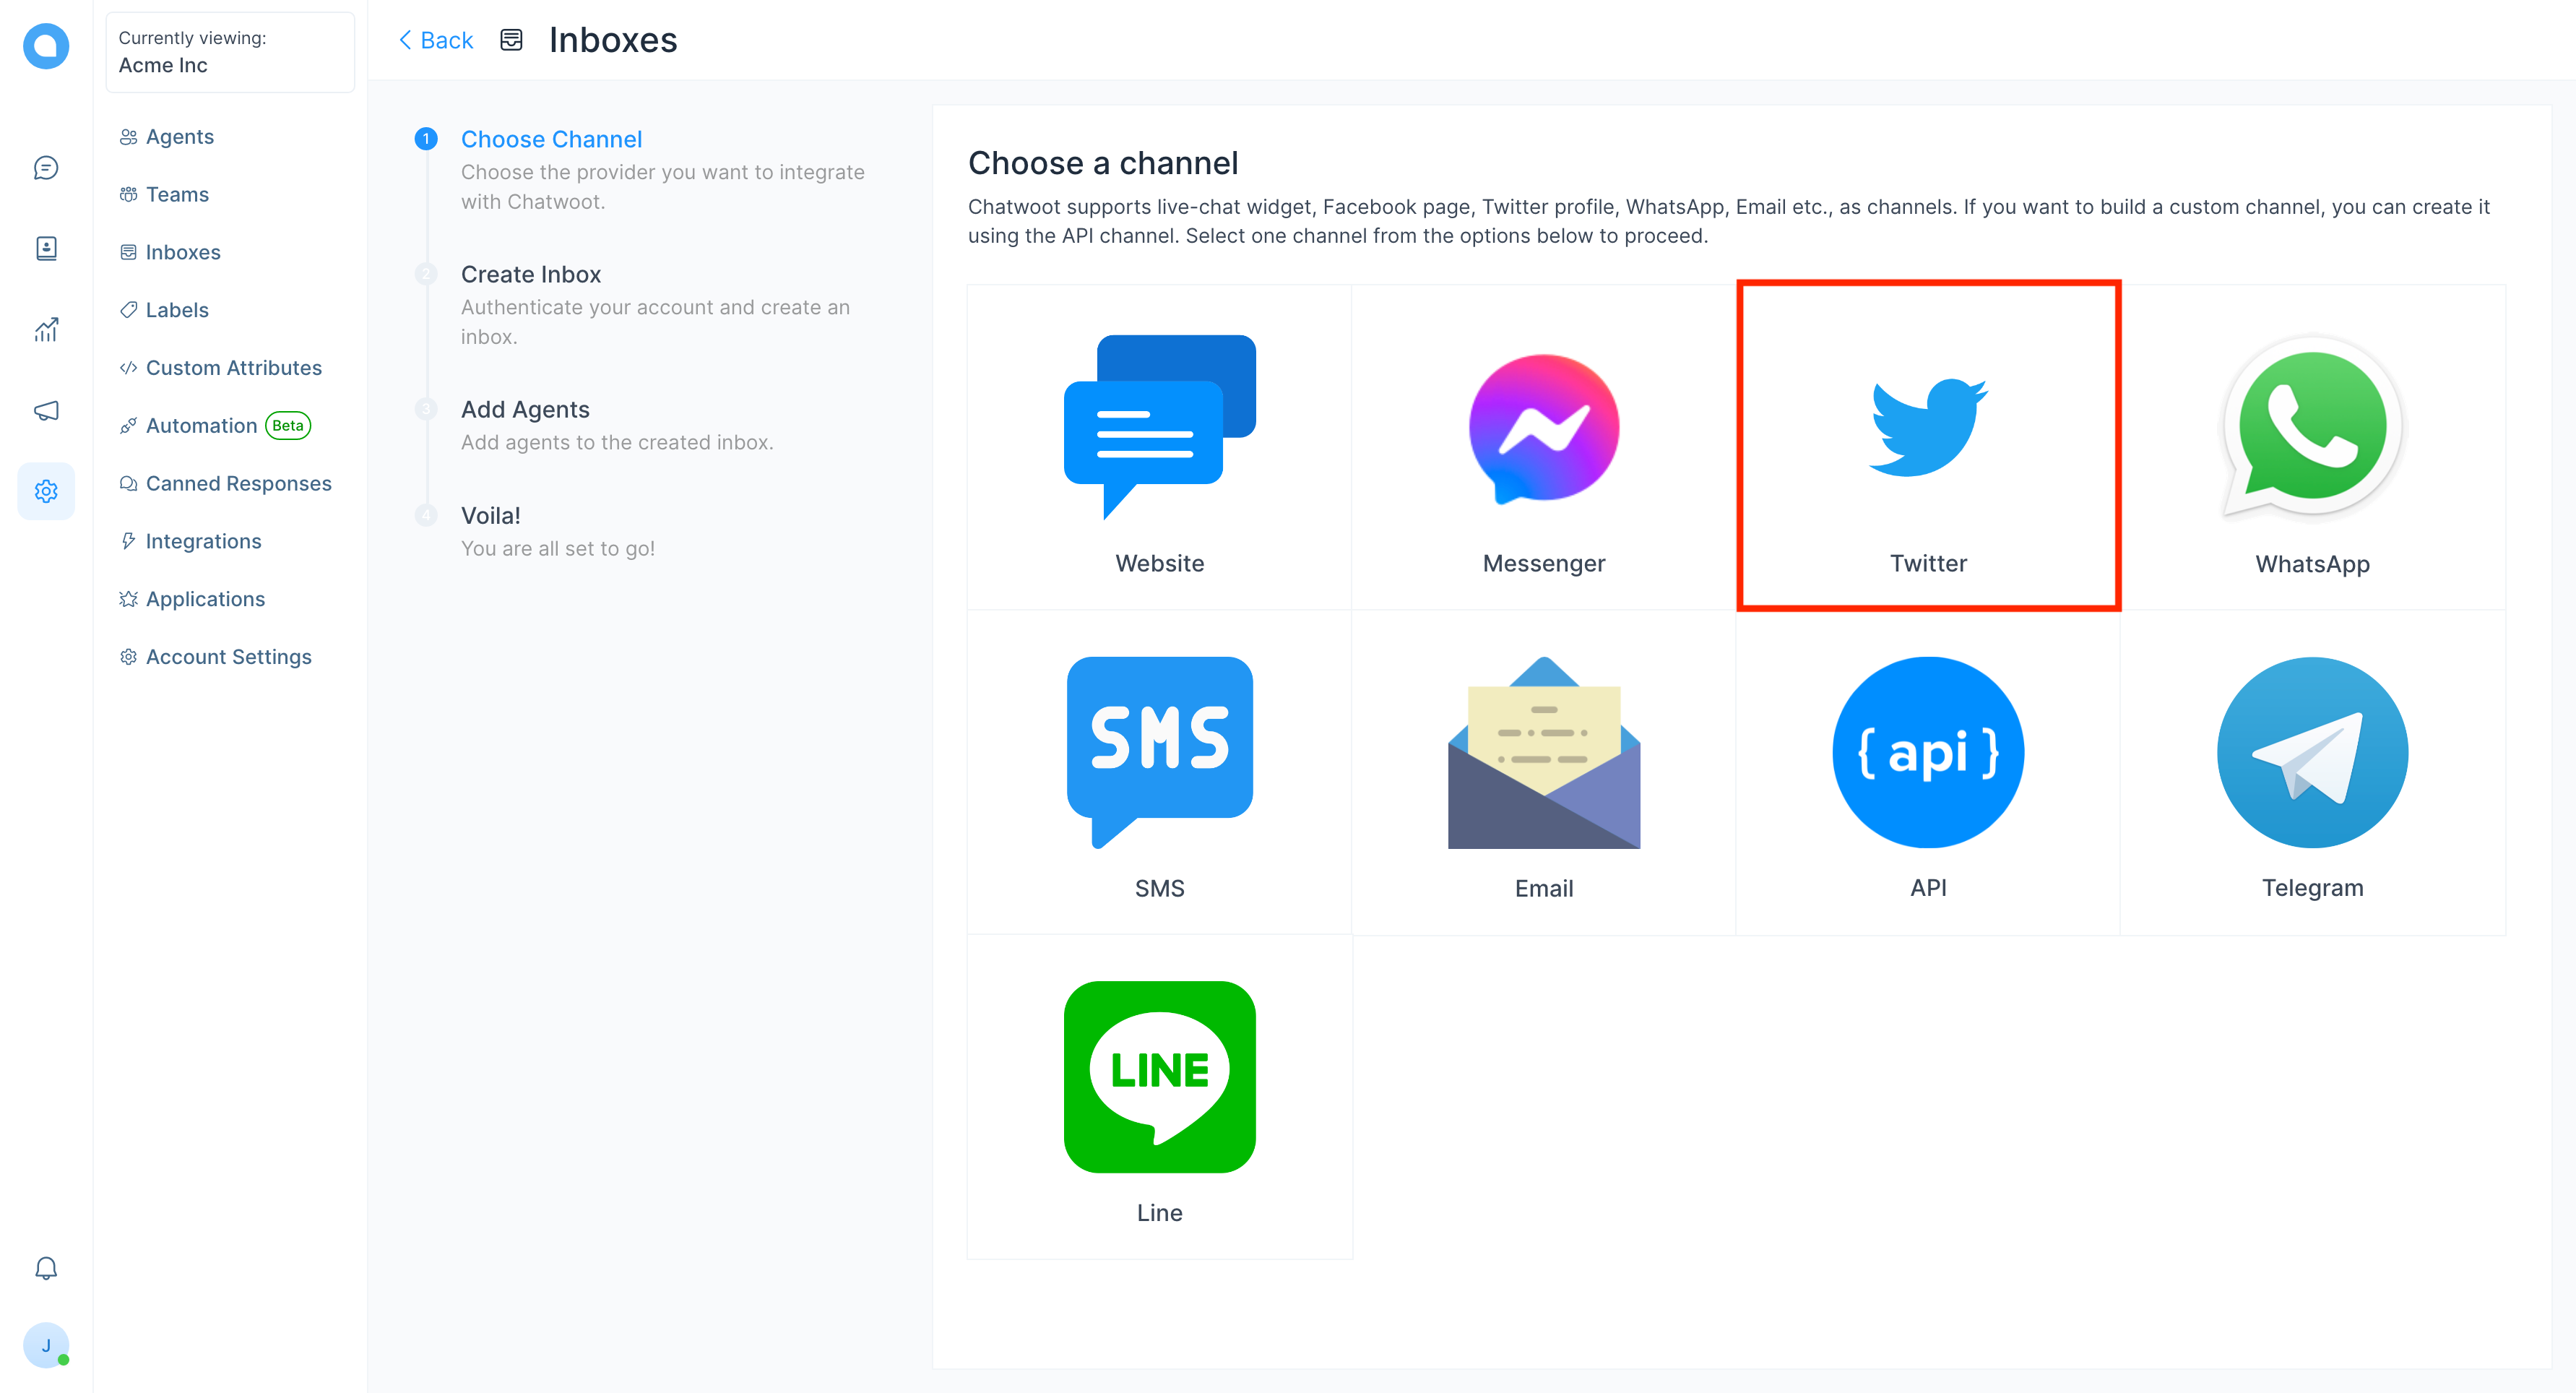 Currently viewing:
Acme Inc
Agents
Teams
Inboxes
Labels
Custom Attributes
Automation Beta
Canned Responses
Integrations
Applications
Account Settings
J
Back Inboxes
1 Choose Channel
Choose the provider you want to integrate
with Chatwoot.
2 Create Inbox
Authenticate your account and create an
inbox.
3 Add Agents
Add agents to the created inbox.
4 Voila!
You are all set to go!
Choose a channel
Chatwoot supports live-chat widget, Facebook page, Twitter profile, WhatsApp, Email etc., as channels. If you want to build a custom channel, you can create it
using the API channel. Select one channel from the options below to proceed.
Website
Messenger
Twitter
WhatsApp
SMS
SMS
Email
{ api }
API
Telegram
LINE
Line